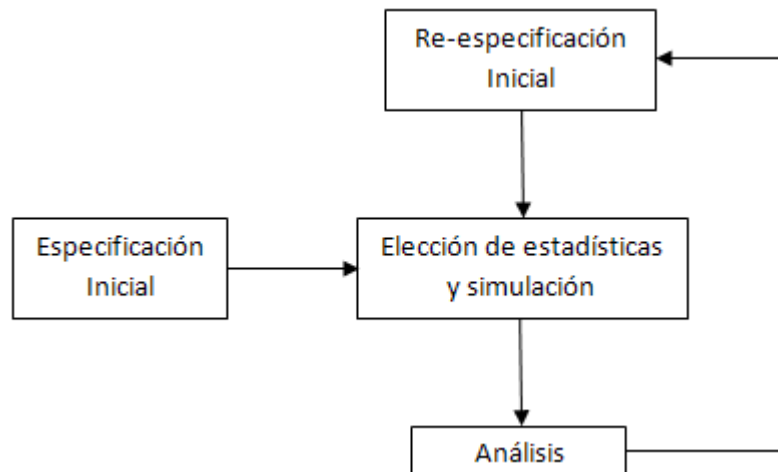 Re-especificación
Inicial
Especificación
Inicial
Elección de estadísticas
y simulación
Análisis